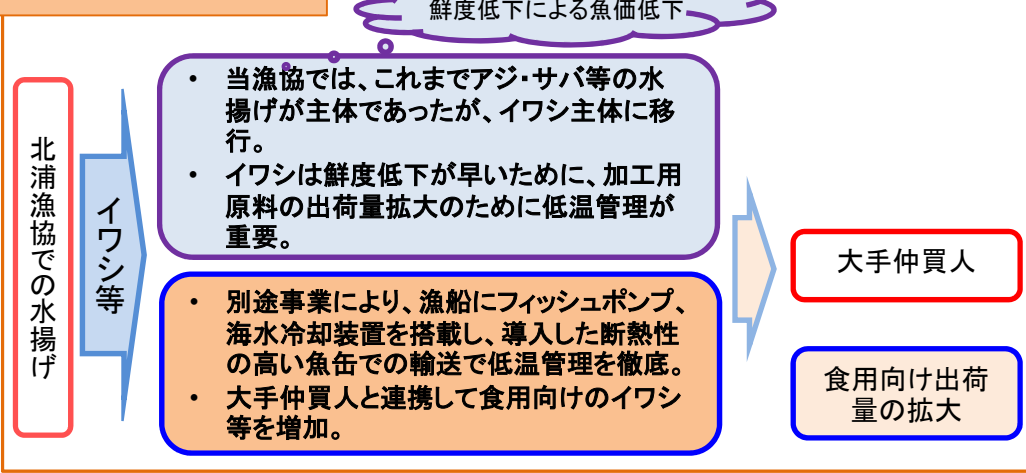 鮮度低下による魚価低下
北浦漁協での水揚げ
イワシ等
• 当漁協では、これまでアジ・サバ等の水
揚げが主体であったが、イワシ主体に移
行。
• イワシは鮮度低下が早いために、加工用
原料の出荷量拡大のために低温管理が
重要。
• 別途事業により、漁船にフィッシュポンプ、
海水冷却装置を搭載し、導入した断熱性
の高い魚缶での輸送で低温管理を徹底。
• 大手仲買人と連携して食用向けのイワシ
等を増加。
大手仲買人
食用向け出荷
量の拡大